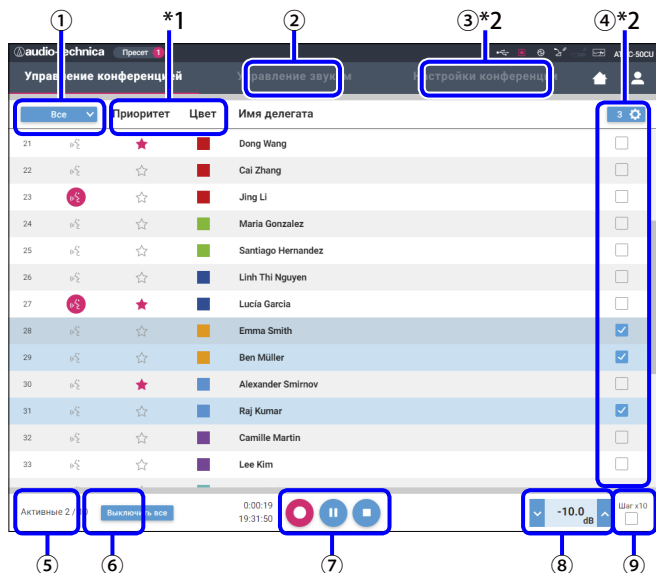 ① *1 ② ③*2 ④*2
audio-technica Пресет 1 AT
C-50CU
Управление конференцией Управление звуком Настройки конференции
Все Приоритет Цвет Имя делегата 3
21 Dong Wang
22 Cai Zhang
23 Jing Li
24 Maria Gonzalez
25 Santiago Hernandez
26 Linh Thi Nguyen
27 Lucía Garcia
28 Emma Smith
29 Ben Müller
30 Alexander Smirnov
31 Raj Kumar
32 Camille Martin
33 Lee Kim
Активные 2 / Выключить все 0:00:19 -10.0 Шаг x10
19:31:50 dB
⑤ ⑥ ⑦ ⑧ ⑨